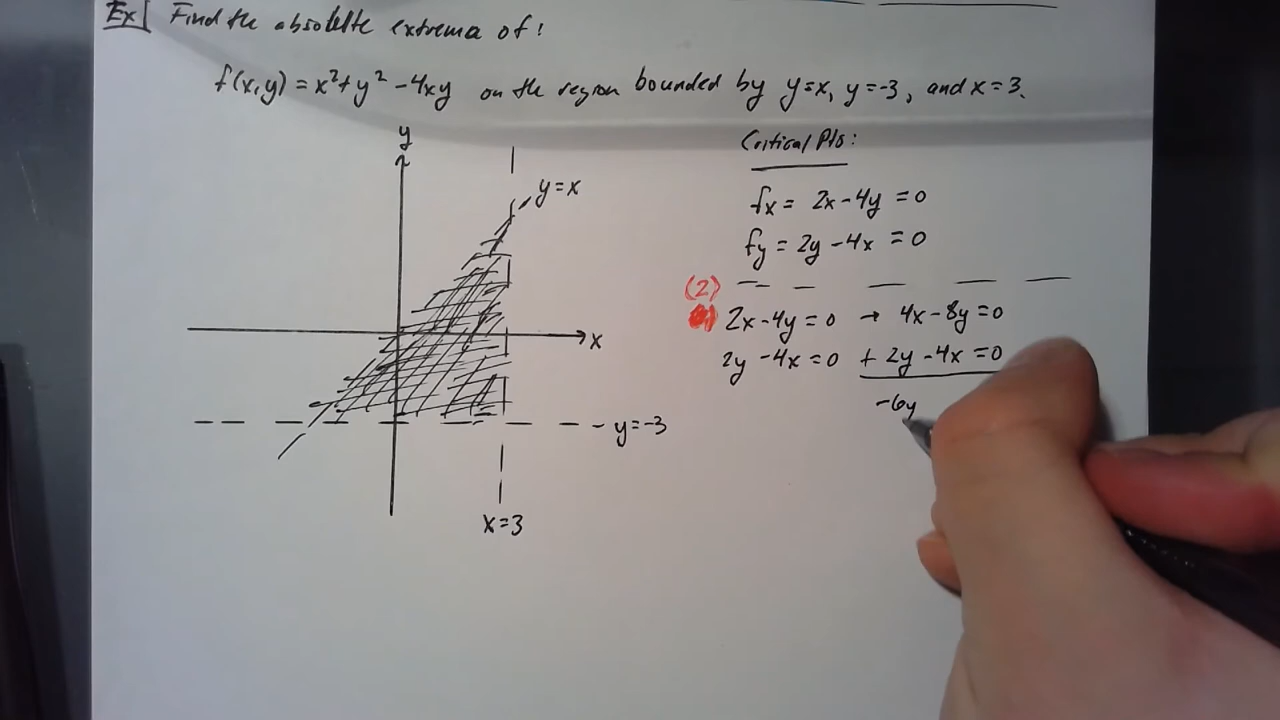 Ex] Find the absolute extrema of:
f(x,y) = x² + y² - 4xy on the region bounded by y=x, y=-3, and x=3.
y
y=x
x
y=-3
x=3
Critical Pts:
fx = 2x-4y = 0
fy = 2y-4x = 0
(2)
2x-4y=0 → 4x-8y=0
2y-4x=0 + 2y-4x=0
-6y